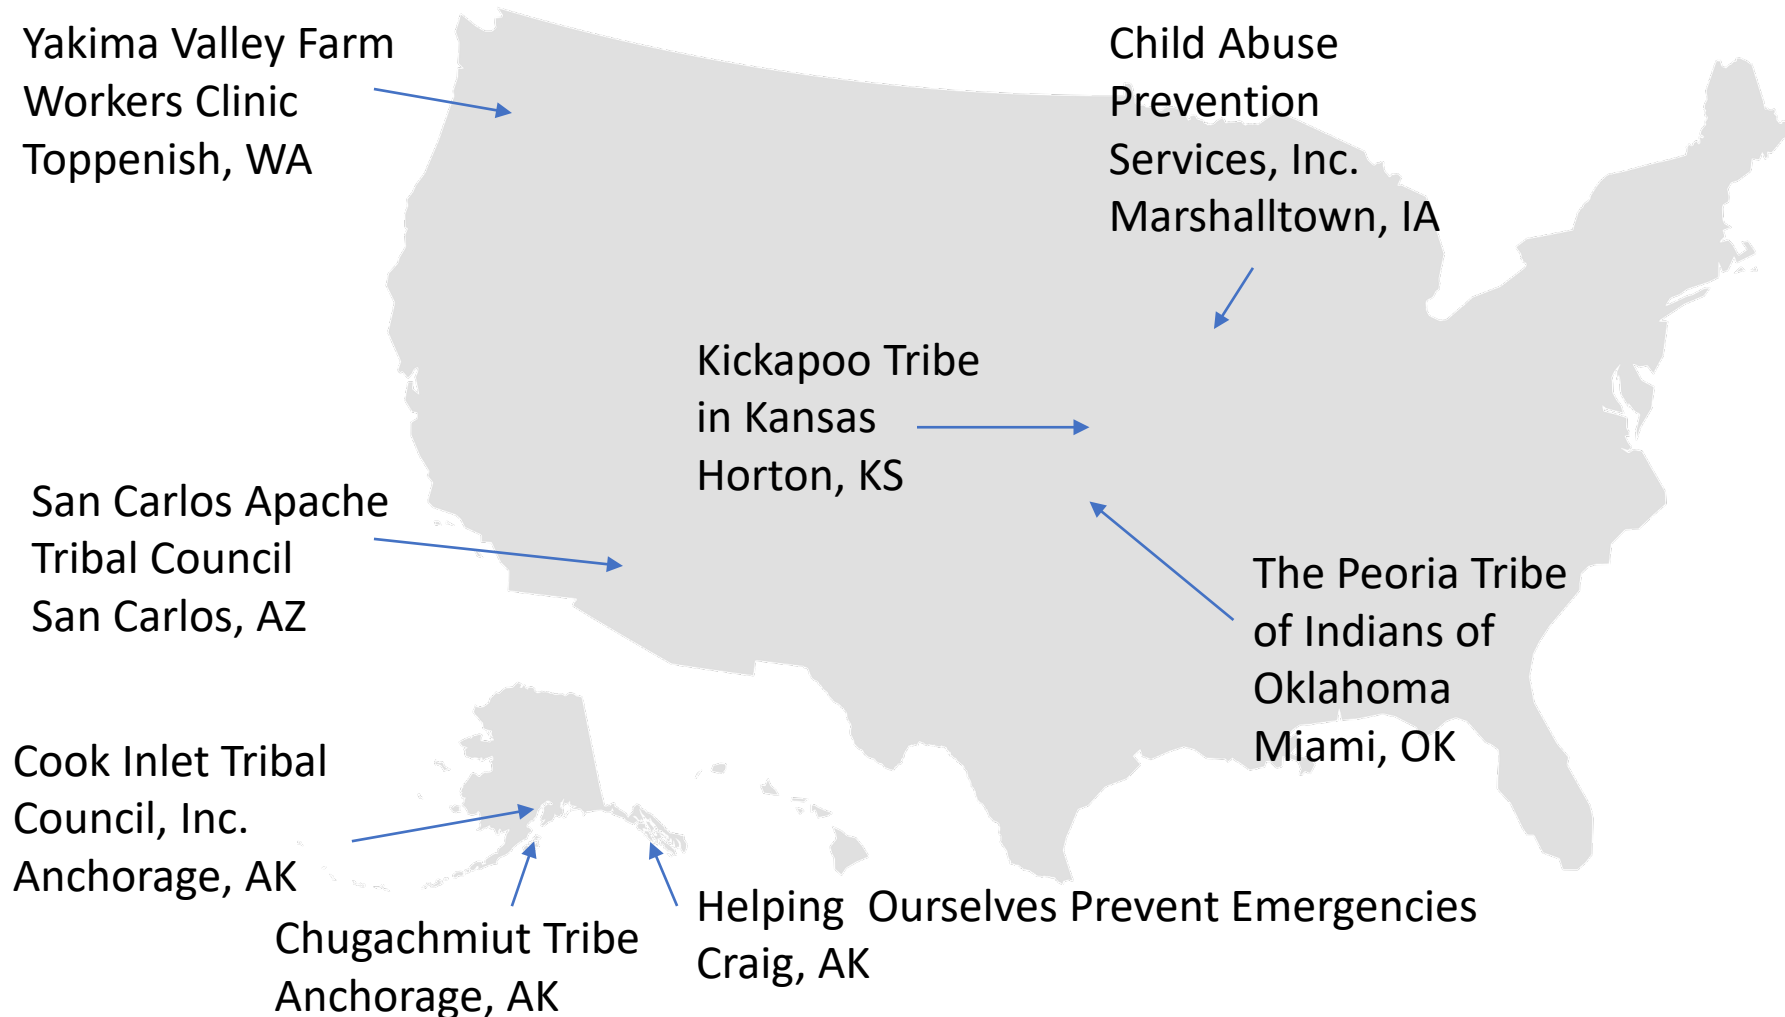 Yakima Valley Farm
Workers Clinic
Toppenish, WA
Child Abuse
Prevention
Services, Inc.
Marshalltown, IA
Kickapoo Tribe
in Kansas
Horton, KS
San Carlos Apache
Tribal Council
San Carlos, AZ
The Peoria Tribe
of Indians of
Oklahoma
Miami, OK
Cook Inlet Tribal
Council, Inc.
Anchorage, AK
Chugachmiut Tribe
Anchorage, AK
Helping  Ourselves Prevent Emergencies
Craig, AK